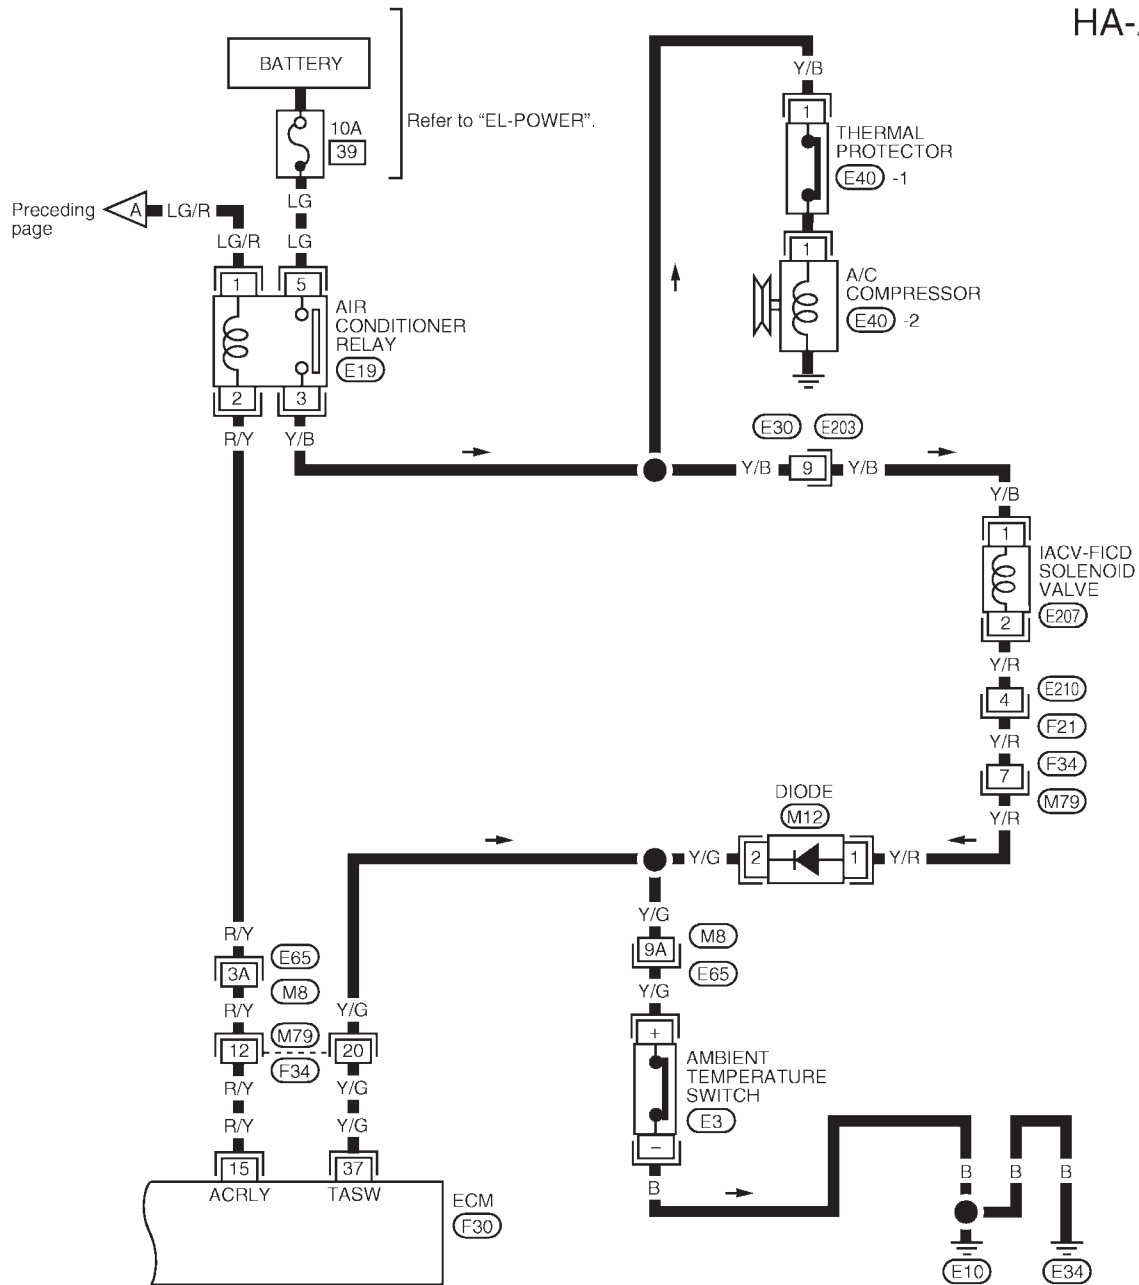 HA-
BATTERY
10A
39
Refer to "EL-POWER".
Preceding
page
A
LG/R
LG/R
LG
LG
1
5
AIR
CONDITIONER
RELAY
E19
2
3
R/Y
Y/B
Y/B
1
THERMAL
PROTECTOR
E40 -1
1
A/C
COMPRESSOR
E40 -2
E30 E203
Y/B 9 Y/B
Y/B
1
IACV-FICD
SOLENOID
VALVE
E207
2
Y/R
4
E210
Y/R
F21
7
F34
M79
Y/R
DIODE
M12
Y/G 2 1 Y/R
Y/G
9A
M8
E65
Y/G
+
AMBIENT
TEMPERATURE
SWITCH
E3
–
B
R/Y
3A
E65
M8
R/Y
Y/G
12
M79
F34
20
R/Y
Y/G
R/Y
Y/G
15
37
ACRLY
TASW
ECM
F30
B
B
B
E10
E34